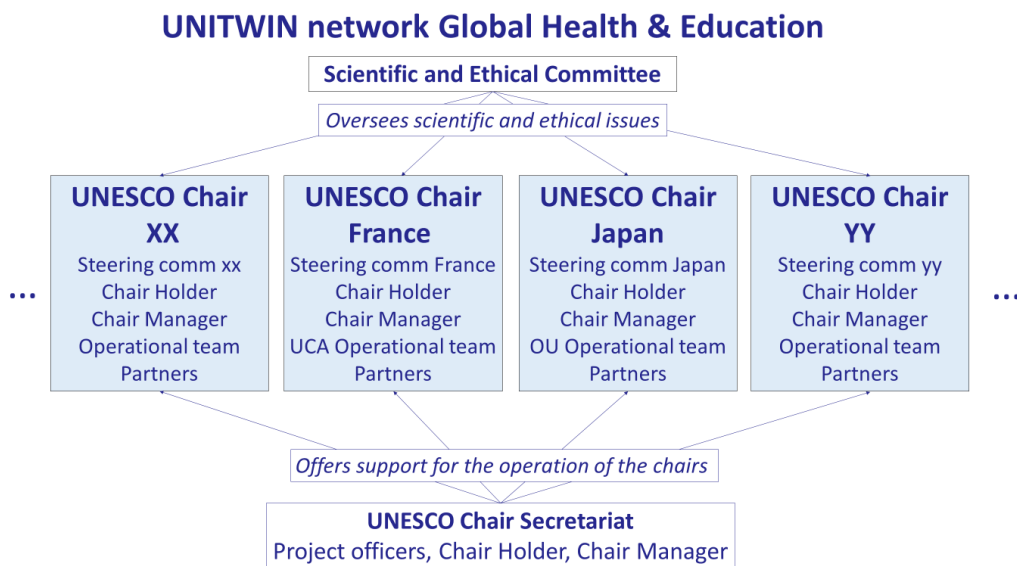 UNITWIN network Global Health & Education
Scientific and Ethical Committee
Oversees scientific and ethical issues
UNESCO Chair
XX
Steering comm xx
Chair Holder
Chair Manager
Operational team
Partners
UNESCO Chair
France
Steering comm France
Chair Holder
Chair Manager
UCA Operational team
Partners
UNESCO Chair
Japan
Steering comm Japan
Chair Holder
Chair Manager
OU Operational team
Partners
UNESCO Chair
YY
Steering comm yy
Chair Holder
Chair Manager
Operational team
Partners
...
...
Offers support for the operation of the chairs
UNESCO Chair Secretariat
Project officers, Chair Holder, Chair Manager